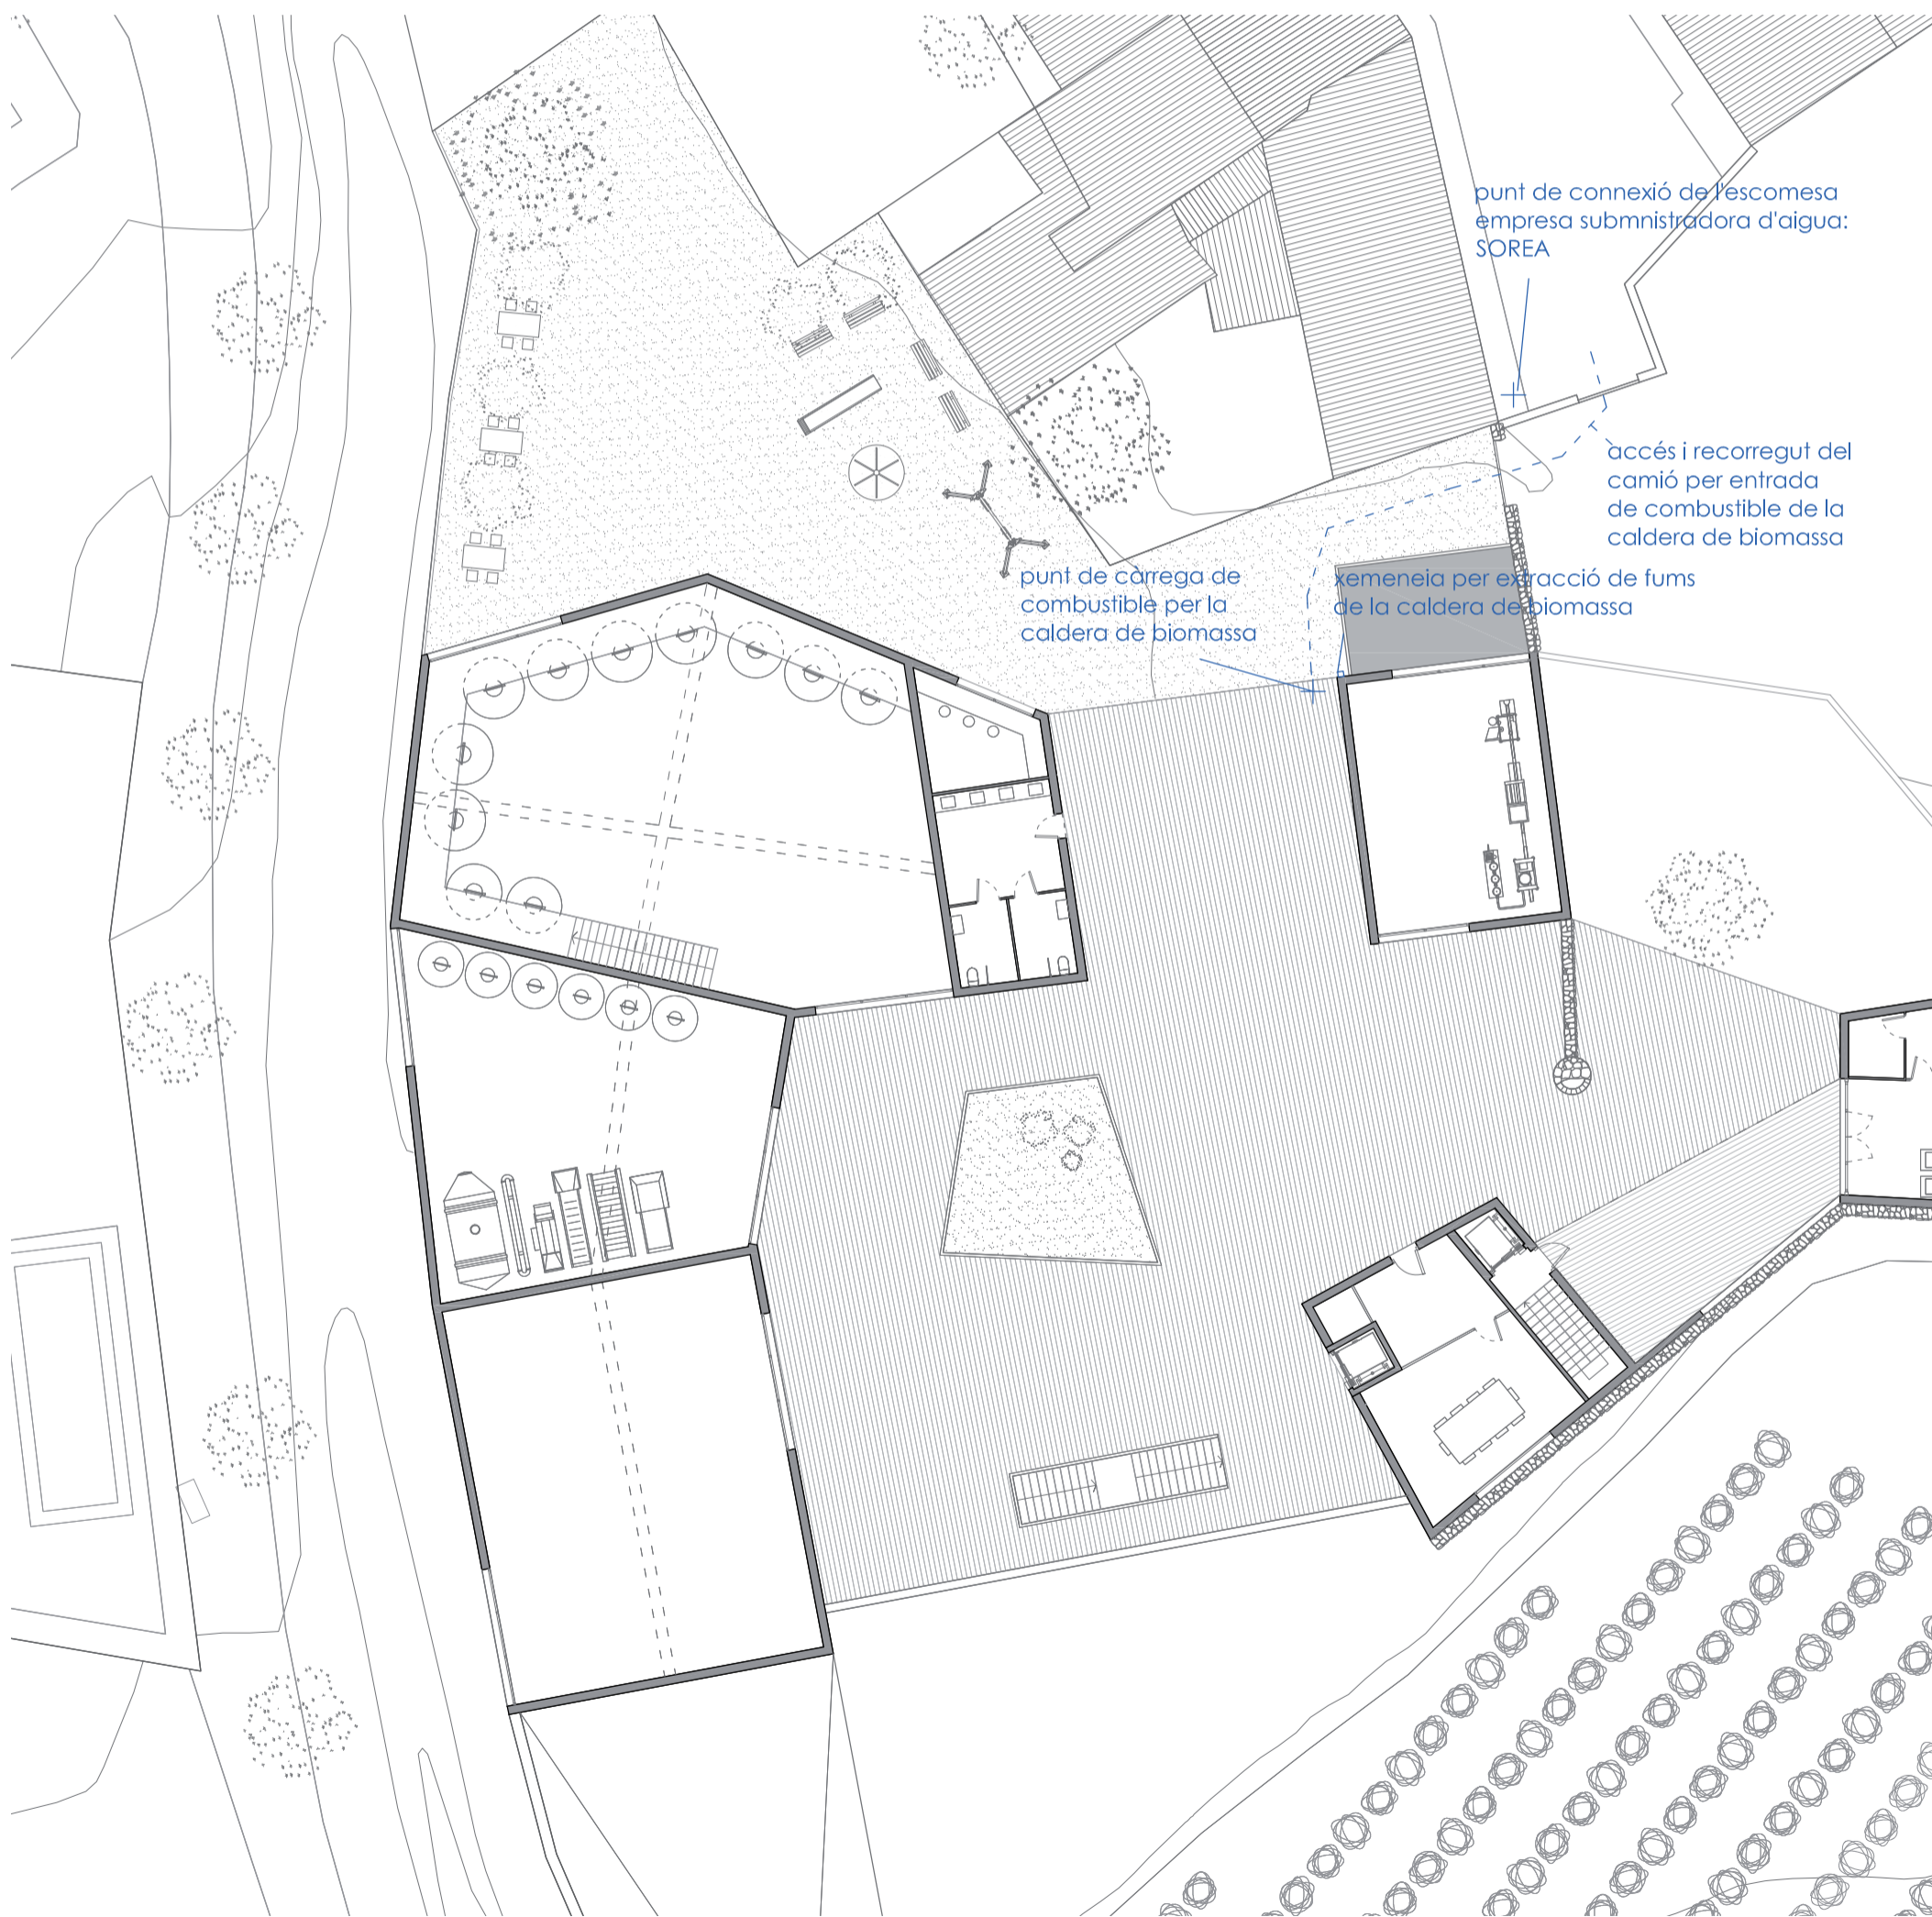 punt de connexió de l'escomesa
empresa submnistradora d'aigua:
SOREA
accés i recorregut del
camió per entrada
de combustible de la
caldera de biomassa
punt de càrrega de
combustible per la
caldera de biomassa
xemeneia per extracció de fums
de la caldera de biomassa